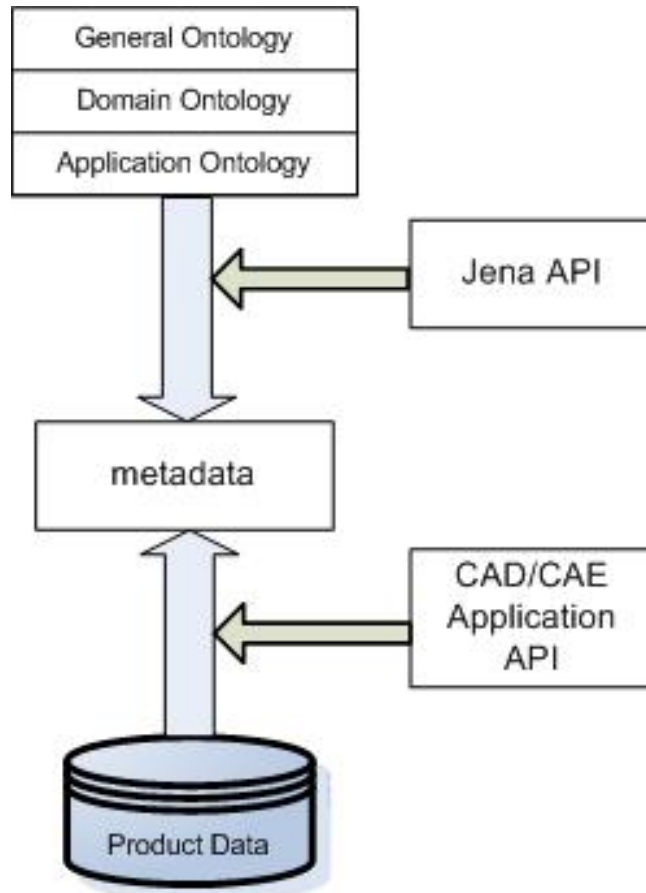 General Ontology
Domain Ontology
Application Ontology
Jena API
metadata
CAD/CAE
Application
API
Product Data